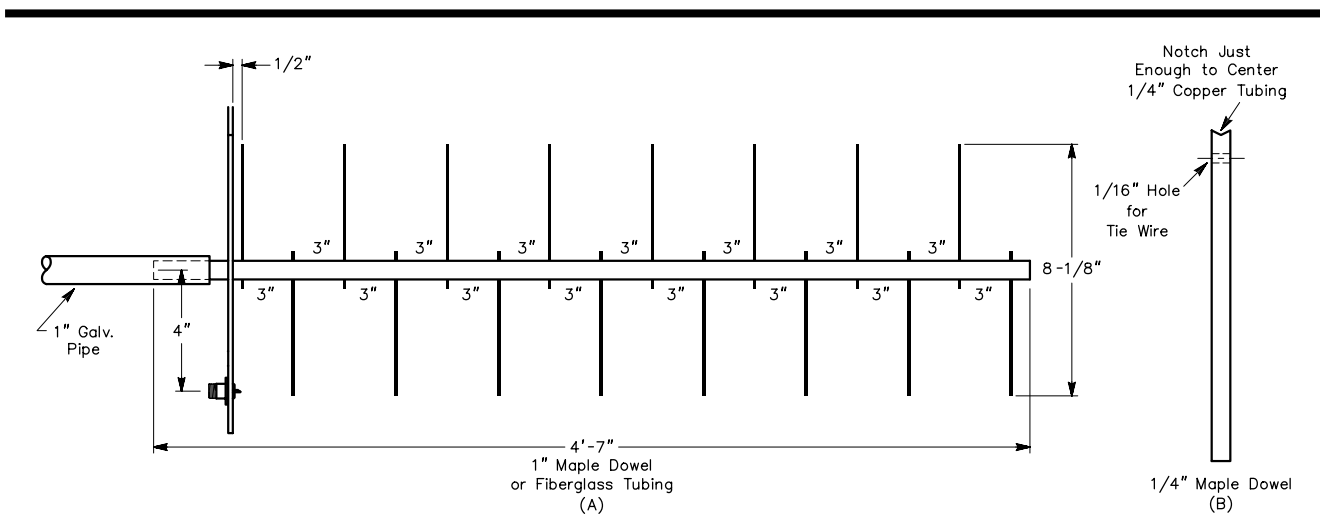 1/2"
Notch Just
Enough to Center
1/4" Copper Tubing
1/16" Hole
for
Tie Wire
3" 3" 3" 3" 3" 3" 3"
8-1/8"
3" 3" 3" 3" 3" 3" 3" 3"
4"
1" Galv.
Pipe
4'-7"
1" Maple Dowel
or Fiberglass Tubing
(A)
1/4" Maple Dowel
(B)